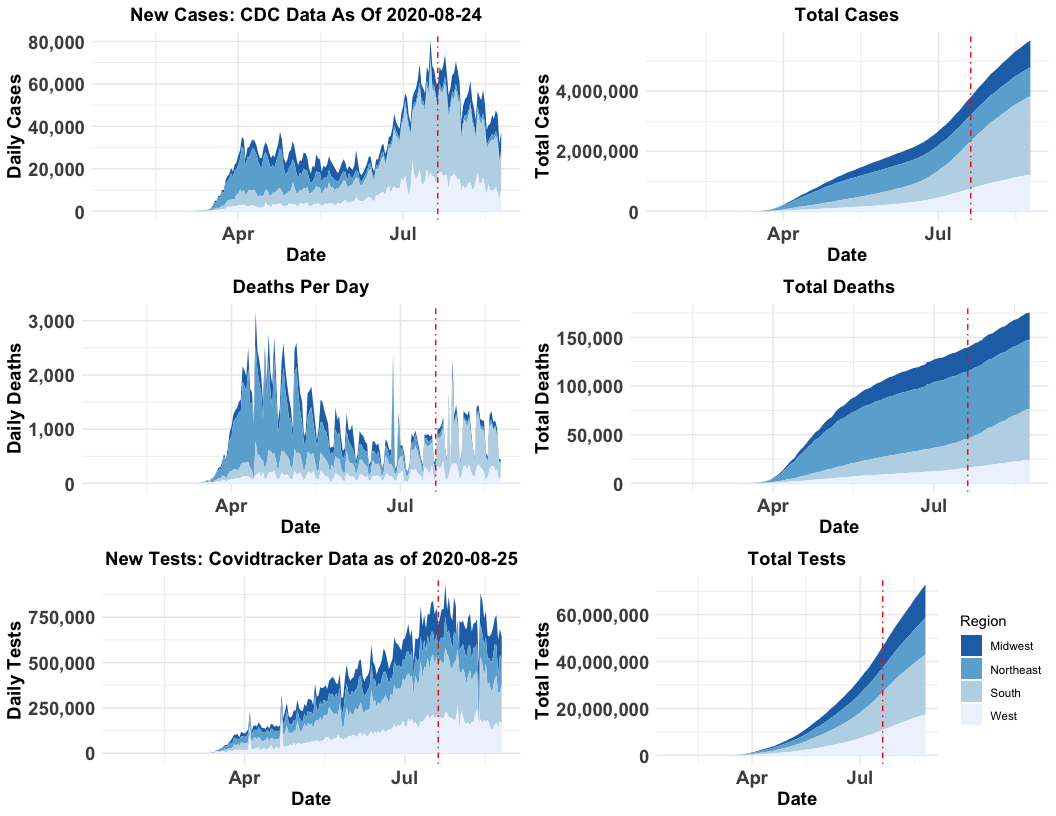 New Cases: CDC Data As Of 2020-08-24
Daily Cases
80,000
60,000
40,000
20,000
0
Apr
Jul
Date
Total Cases
Total Cases
4,000,000
2,000,000
0
Apr
Jul
Date
Deaths Per Day
Daily Deaths
3,000
2,000
1,000
0
Apr
Jul
Date
Total Deaths
Total Deaths
150,000
100,000
50,000
0
Apr
Jul
Date
New Tests: Covidtracker Data as of 2020-08-25
Daily Tests
750,000
500,000
250,000
0
Apr
Jul
Date
Total Tests
Total Tests
60,000,000
40,000,000
20,000,000
0
Apr
Jul
Date
Region
Midwest
Northeast
South
West